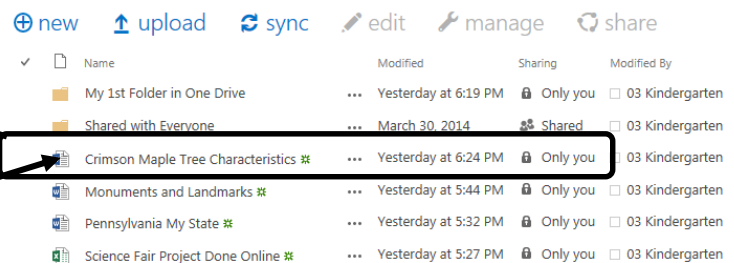 new upload sync edit manage share
Name Modified Sharing Modified By
My 1st Folder in One Drive ... Yesterday at 6:19 PM Only you 03 Kindergarten
Shared with Everyone ... March 30, 2014 Shared 03 Kindergarten
Crimson Maple Tree Characteristics ... Yesterday at 6:24 PM Only you 03 Kindergarten
Monuments and Landmarks ... Yesterday at 5:44 PM Only you 03 Kindergarten
Pennsylvania My State ... Yesterday at 5:32 PM Only you 03 Kindergarten
Science Fair Project Done Online ... Yesterday at 5:27 PM Only you 03 Kindergarten